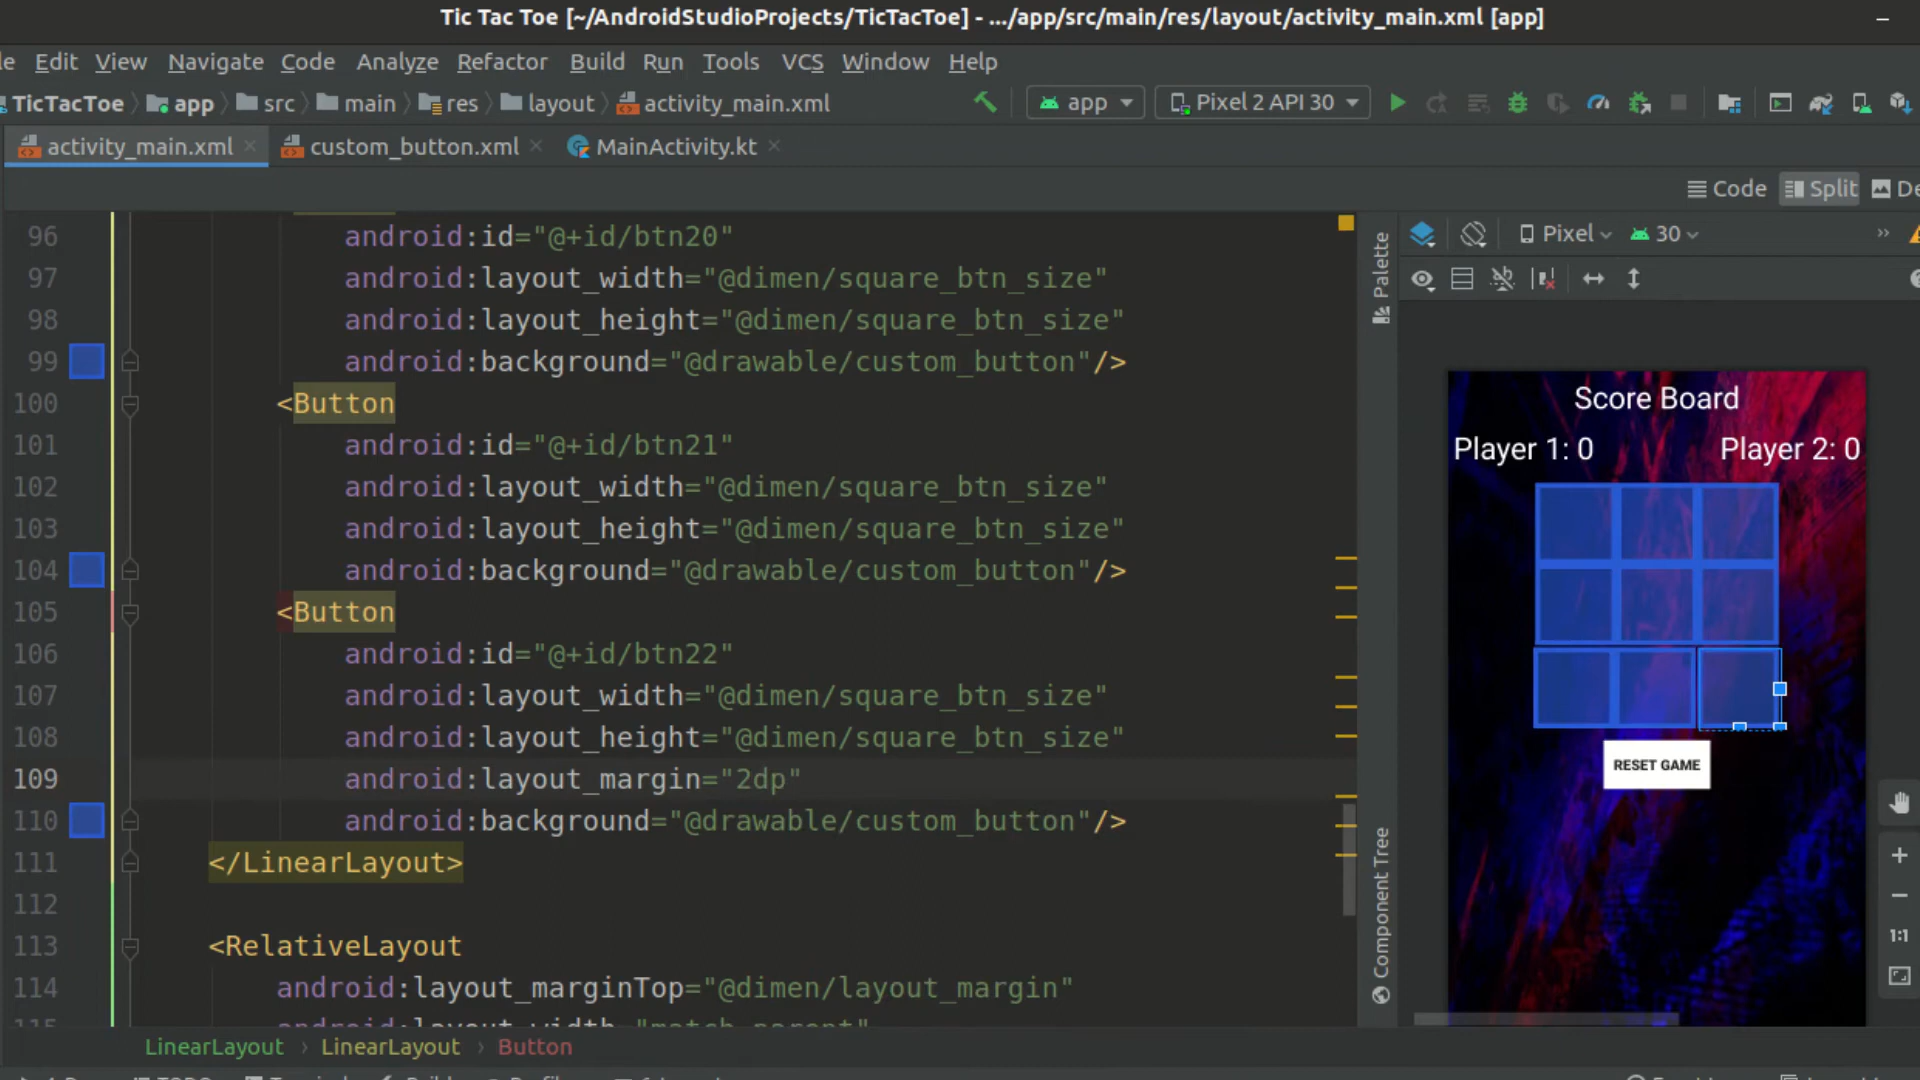 Tic Tac Toe [~/AndroidStudioProjects/TicTacToe] - .../app/src/main/res/layout/activity_main.xml [app]
Edit View Navigate Code Analyze Refactor Build Run Tools VCS Window Help
TicTacToe app src main res layout activity_main.xml app Pixel 2 API 30
activity_main.xml custom_button.xml MainActivity.kt
Code Split
96 android:id="@+id/btn20"
97 android:layout_width="@dimen/square_btn_size"
98 android:layout_height="@dimen/square_btn_size"
99 android:background="@drawable/custom_button"/>
100 <Button
101 android:id="@+id/btn21"
102 android:layout_width="@dimen/square_btn_size"
103 android:layout_height="@dimen/square_btn_size"
104 android:background="@drawable/custom_button"/>
105 <Button
106 android:id="@+id/btn22"
107 android:layout_width="@dimen/square_btn_size"
108 android:layout_height="@dimen/square_btn_size"
109 android:layout_margin="2dp"
110 android:background="@drawable/custom_button"/>
111 </LinearLayout>
112
113 <RelativeLayout
114 android:layout_marginTop="@dimen/layout_margin"
115 android:layout_width="match_parent"
Palette
Component Tree
Pixel 30
Score Board
Player 1: 0 Player 2: 0
RESET GAME
1:1
LinearLayout LinearLayout Button